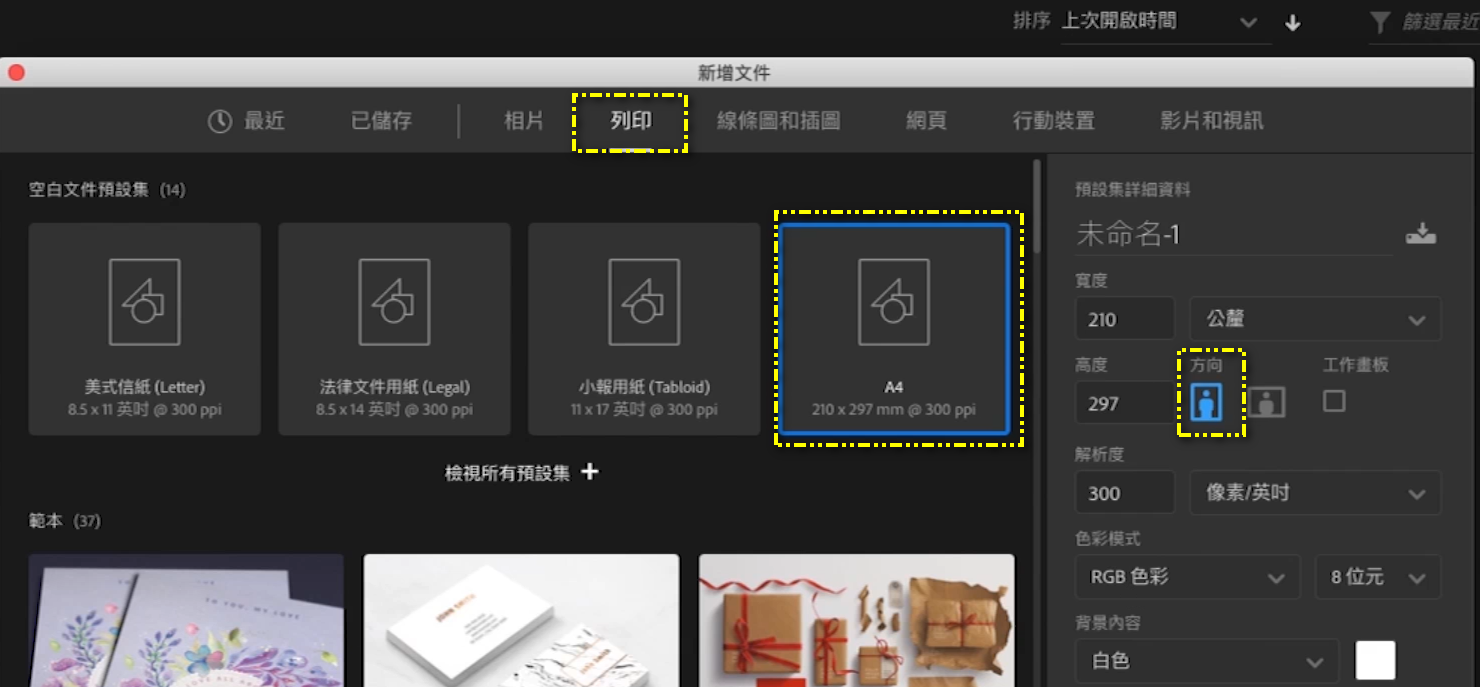 排序 上次開啟時間 篩選最近
新增文件
最近 已儲存 相片 列印 線條圖和插圖 網頁 行動裝置 影片和視訊
空白文件預設集 (14)
美式信紙 (Letter)
8.5 x 11 英吋 @ 300 ppi
法律文件用紙 (Legal)
8.5 x 14 英吋 @ 300 ppi
小報用紙 (Tabloid)
11 x 17 英吋 @ 300 ppi
A4
210 x 297 mm @ 300 ppi
檢視所有預設集 +
範本 (37)
TO YOU, MY LOVE
JOHN SMITH
預設集詳細資料
未命名-1
寬度
210 公釐
高度 方向 工作畫板
297
解析度
300 像素/英吋
色彩模式
RGB 色彩 8 位元
背景內容
白色